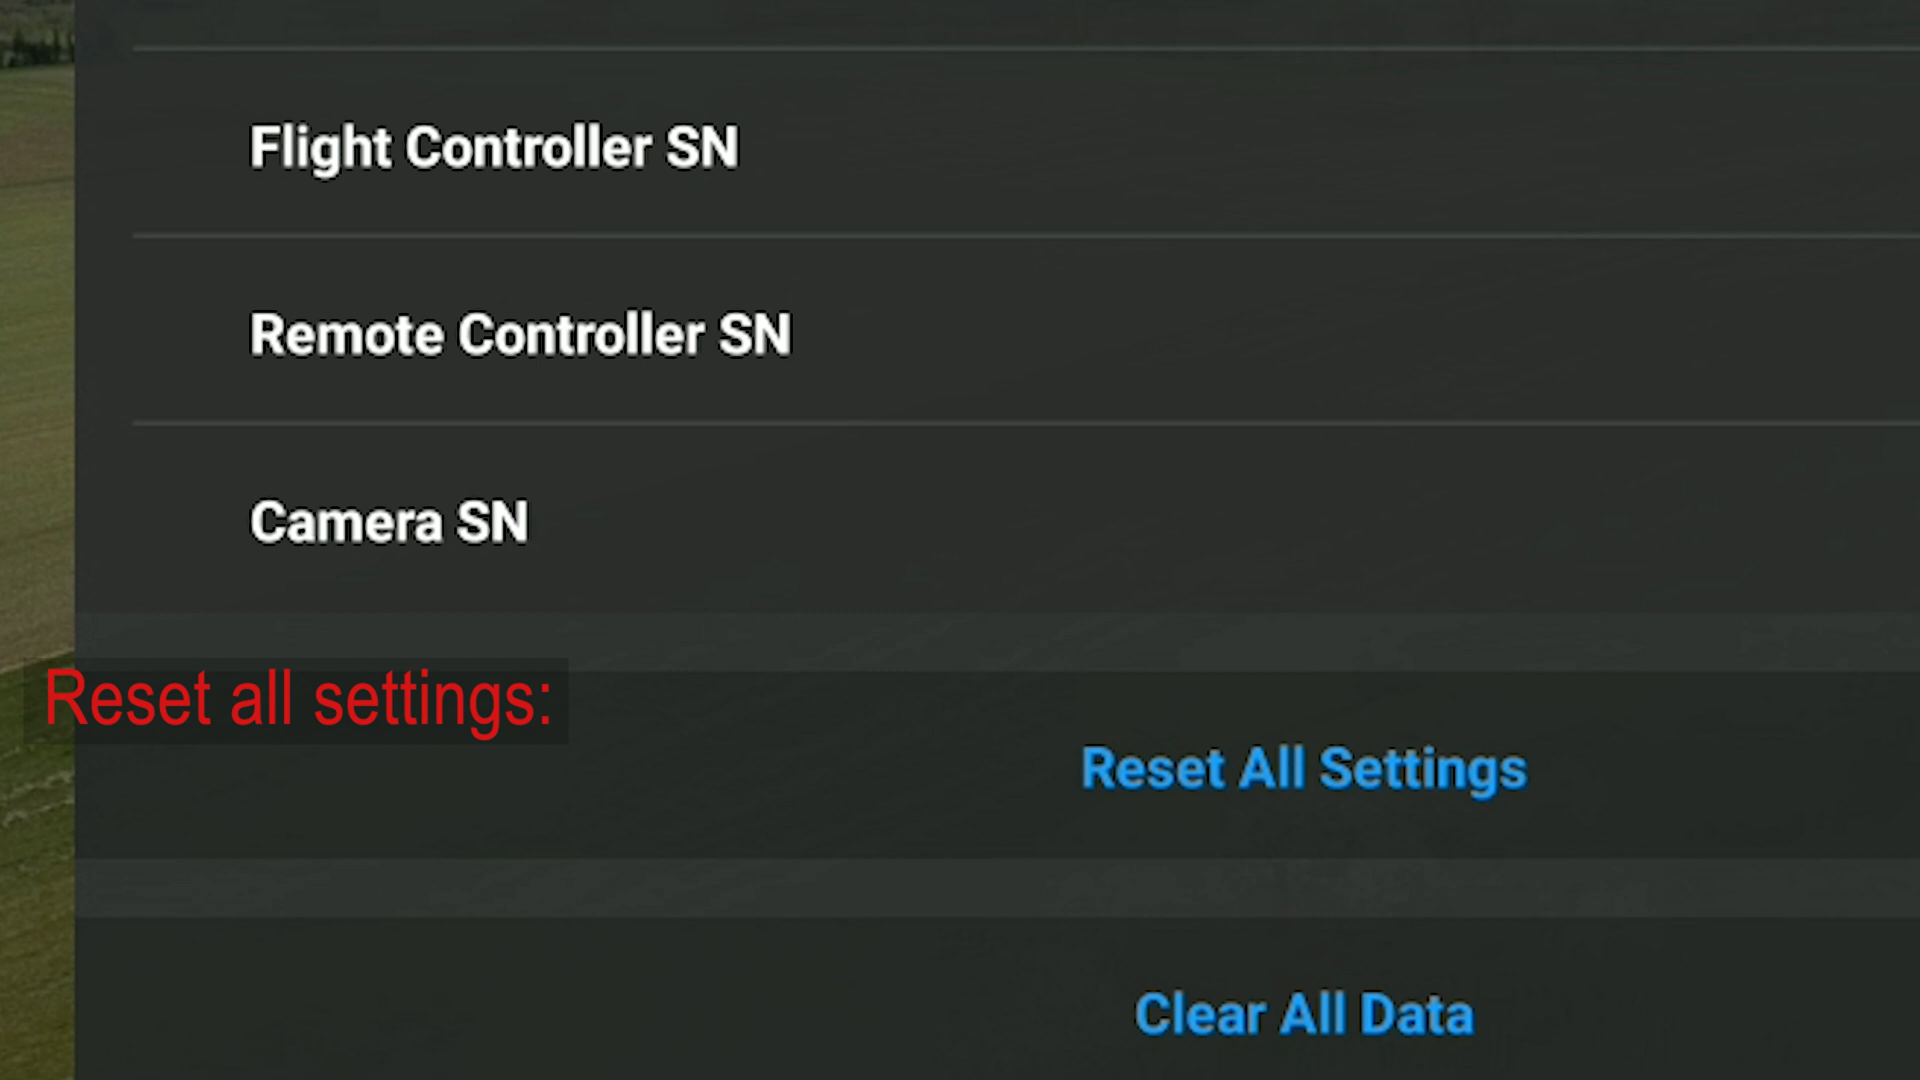 Flight Controller SN
Remote Controller SN
Camera SN
Reset all settings:
Reset All Settings
Clear All Data